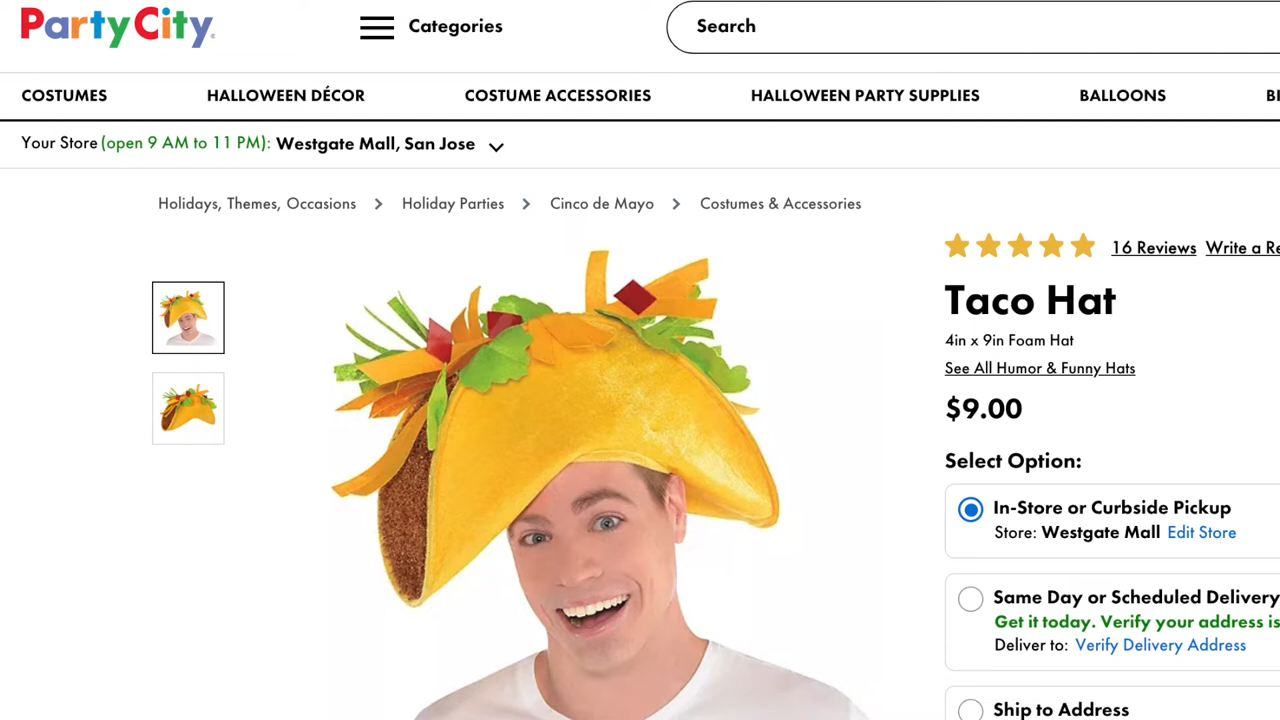 Party City
Categories
Search
COSTUMES HALLOWEEN DÉCOR COSTUME ACCESSORIES HALLOWEEN PARTY SUPPLIES BALLOONS
Your Store (open 9 AM to 11 PM): Westgate Mall, San Jose
Holidays, Themes, Occasions > Holiday Parties > Cinco de Mayo > Costumes & Accessories
16 Reviews Write a Re
Taco Hat
4in x 9in Foam Hat
See All Humor & Funny Hats
$9.00
Select Option:
In-Store or Curbside Pickup
Store: Westgate Mall Edit Store
Same Day or Scheduled Delivery
Get it today. Verify your address is
Deliver to: Verify Delivery Address
Ship to Address